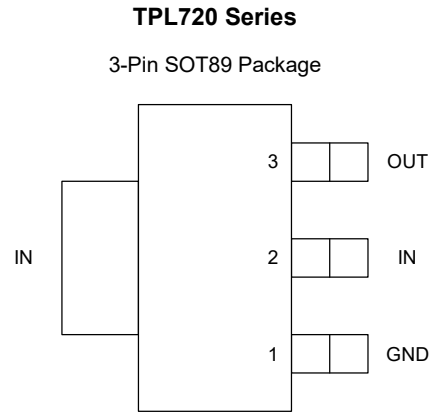 TPL720 Series
3-Pin SOT89 Package
3 OUT
IN 2 IN
1 GND